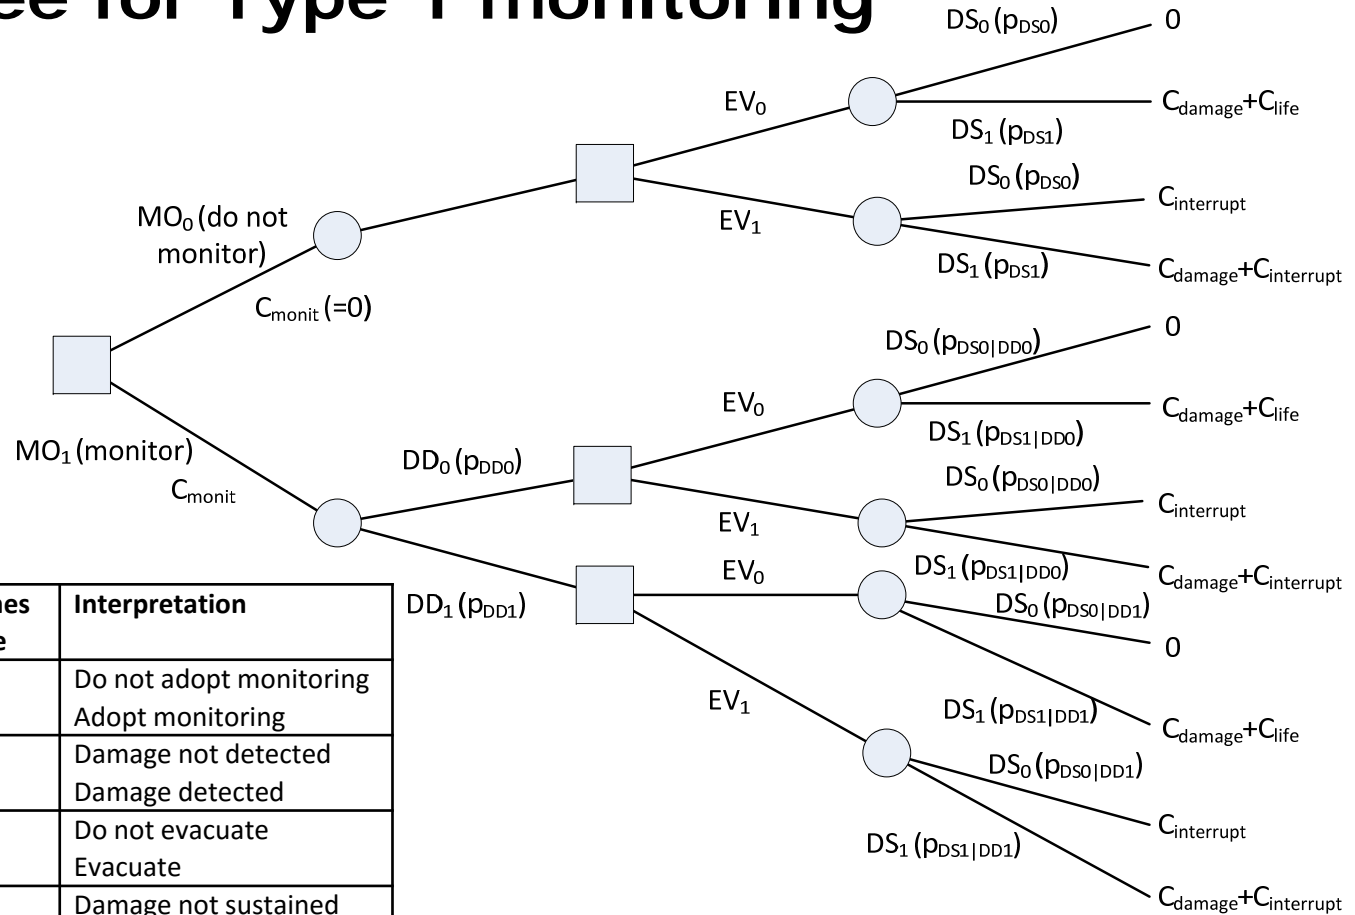 ee for Type 1 monitoring
DS0 (pDS0)
0
EV0
Cdamage+Clife
DS1 (pDS1)
DS0 (pDS0)
Cinterrupt
MO0 (do not
monitor)
EV1
DS1 (pDS1)
Cdamage+Cinterrupt
Cmonit (=0)
0
DS0 (pDS0|DD0)
EV0
Cdamage+Clife
DS1 (pDS1|DD0)
MO1 (monitor)
DD0 (pDD0)
DS0 (pDS0|DD0)
Cmonit
Cinterrupt
EV1
DS1 (pDS1|DD0)
EV0
Cdamage+Cinterrupt
DD1 (pDD1)
DS0 (pDS0|DD1)
0
EV1
DS1 (pDS1|DD1)
Cdamage+Clife
DS0 (pDS0|DD1)
Cinterrupt
DS1 (pDS1|DD1)
Cdamage+Cinterrupt
Interpretation
Do not adopt monitoring
Adopt monitoring
Damage not detected
Damage detected
Do not evacuate
Evacuate
Damage not sustained